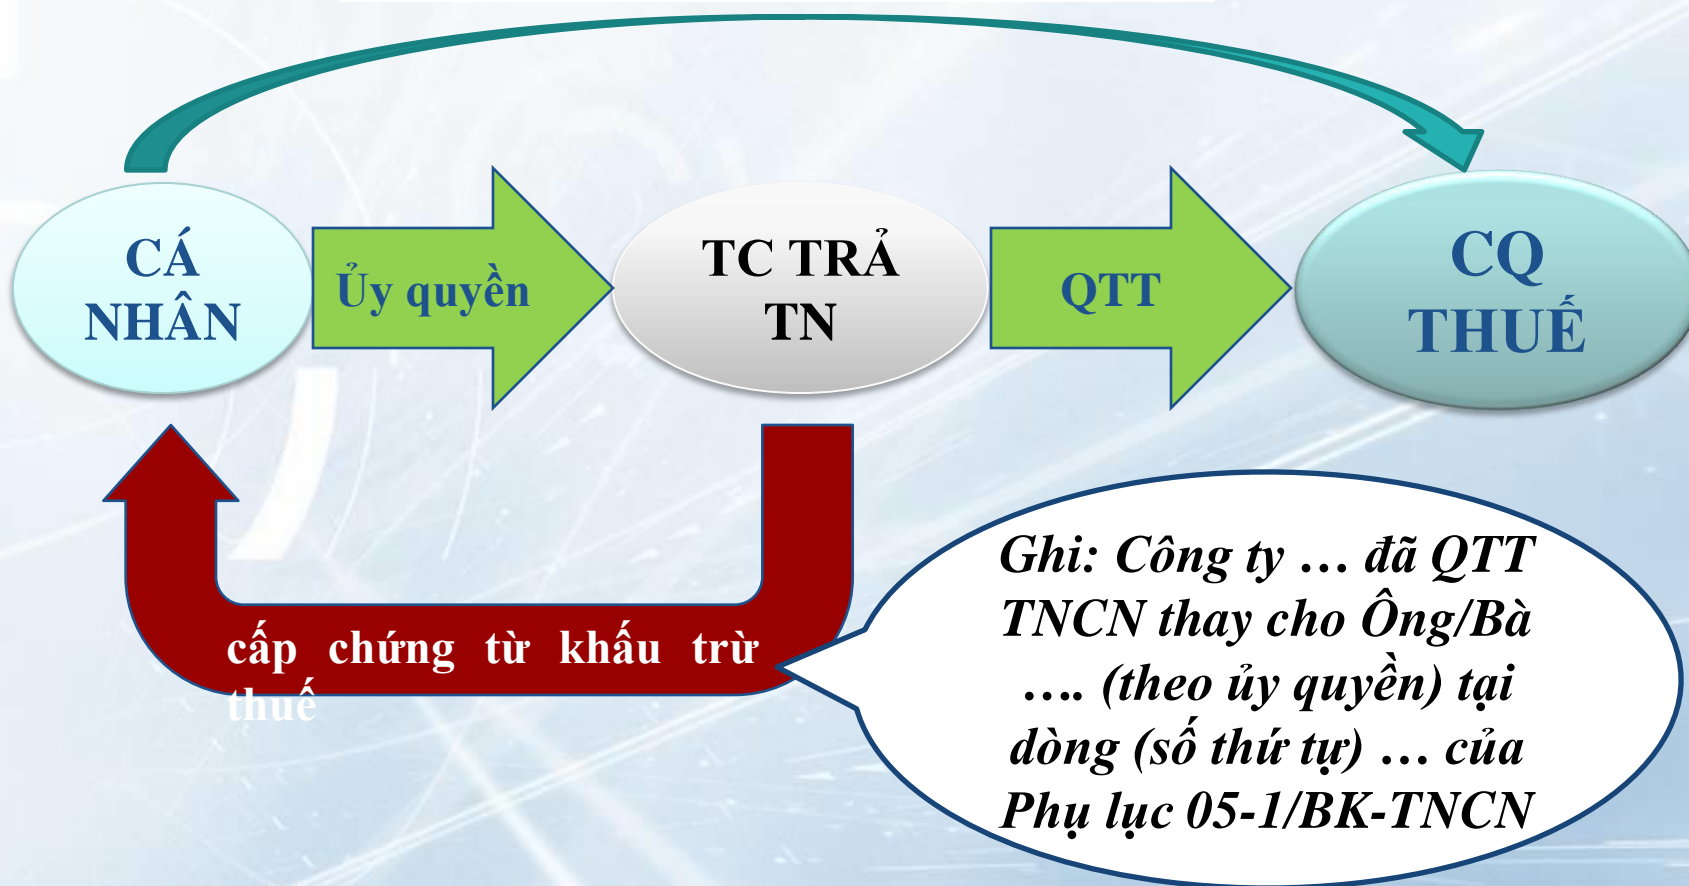 CÁ
NHÂN
Ủy quyền
TC TRẢ
TN
QTT
CQ
THUẾ
cấp chứng từ khấu trừ
thuế
Ghi: Công ty … đã QTT
TNCN thay cho Ông/Bà
…. (theo ủy quyền) tại
dòng (số thứ tự) … của
Phụ lục 05-1/BK-TNCN